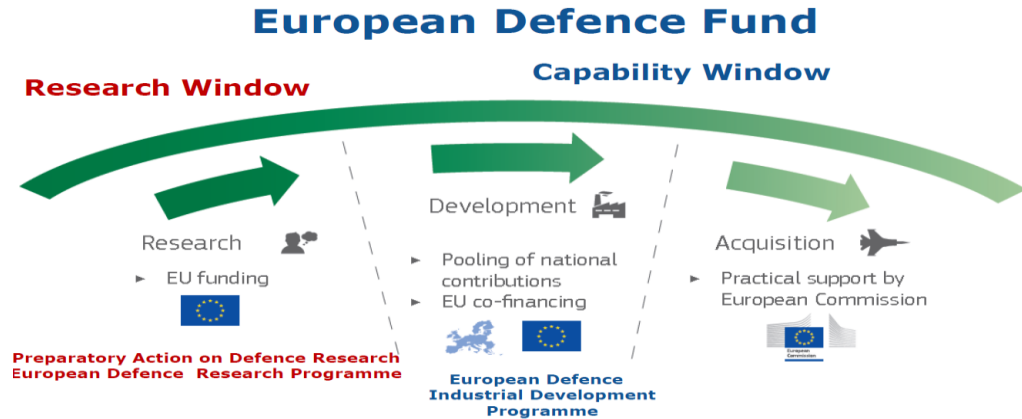 European Defence Fund
Research Window
Capability Window
Research
► EU funding
Preparatory Action on Defence Research
European Defence Research Programme
Development
► Pooling of national
contributions
► EU co-financing
European Defence
Industrial Development
Programme
Acquisition
► Practical support by
European Commission
European
Commission